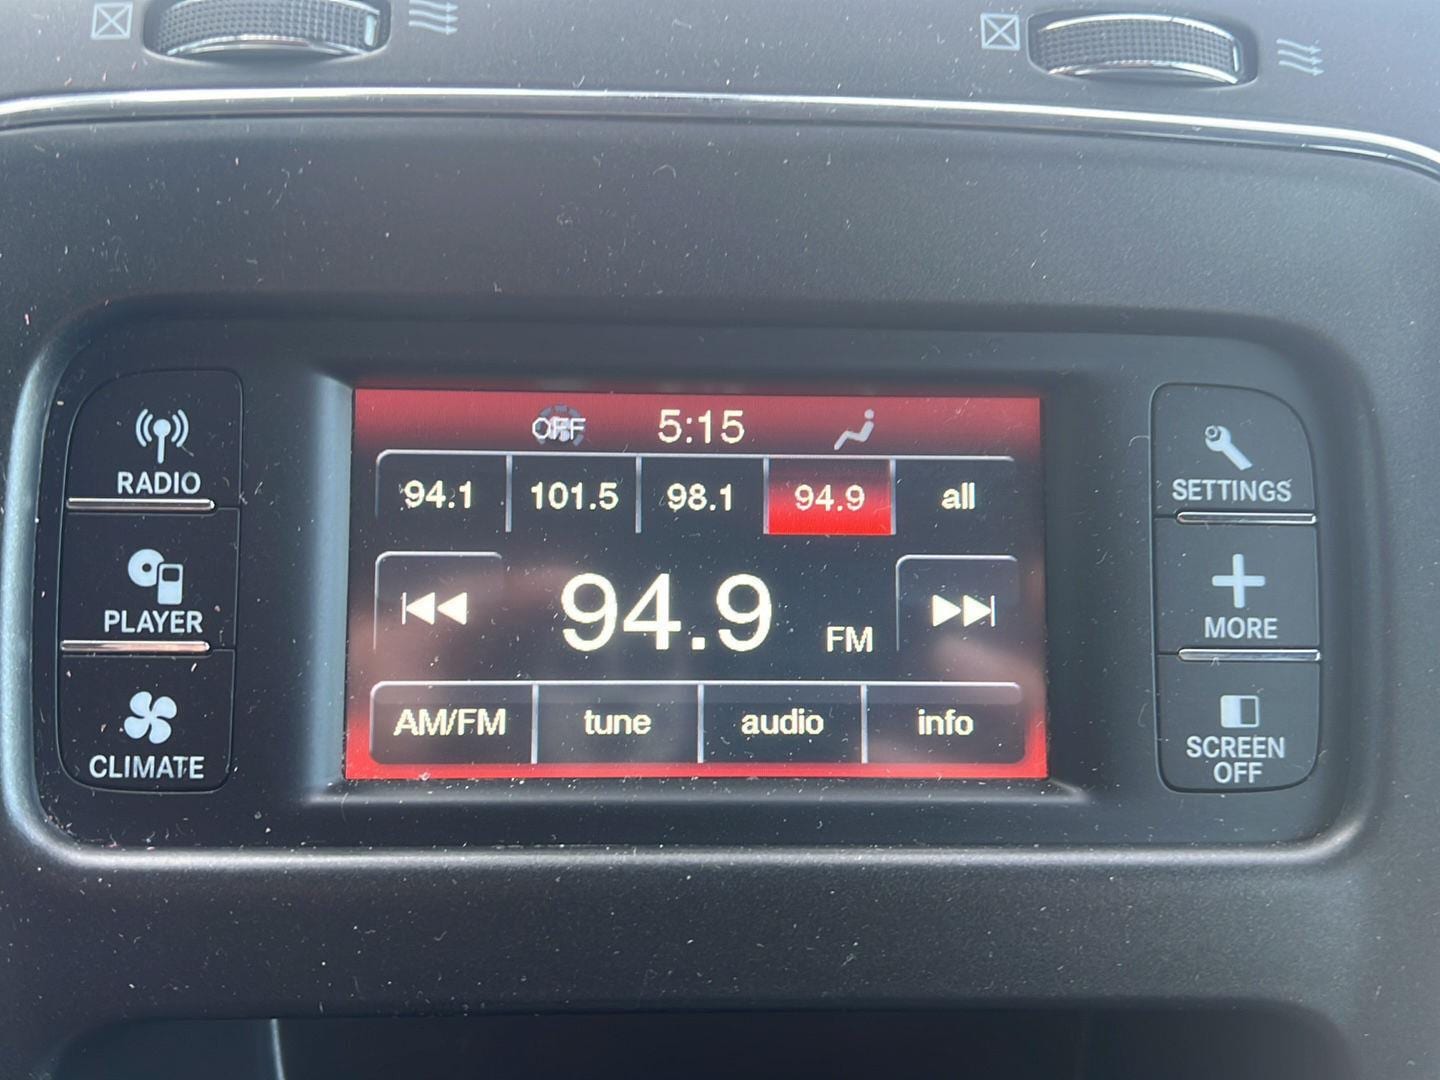 OFF 5:15
94.1 101.5 98.1 94.9 all
94.9 FM
AM/FM tune audio info
RADIO
PLAYER
CLIMATE
SETTINGS
MORE
SCREEN
OFF